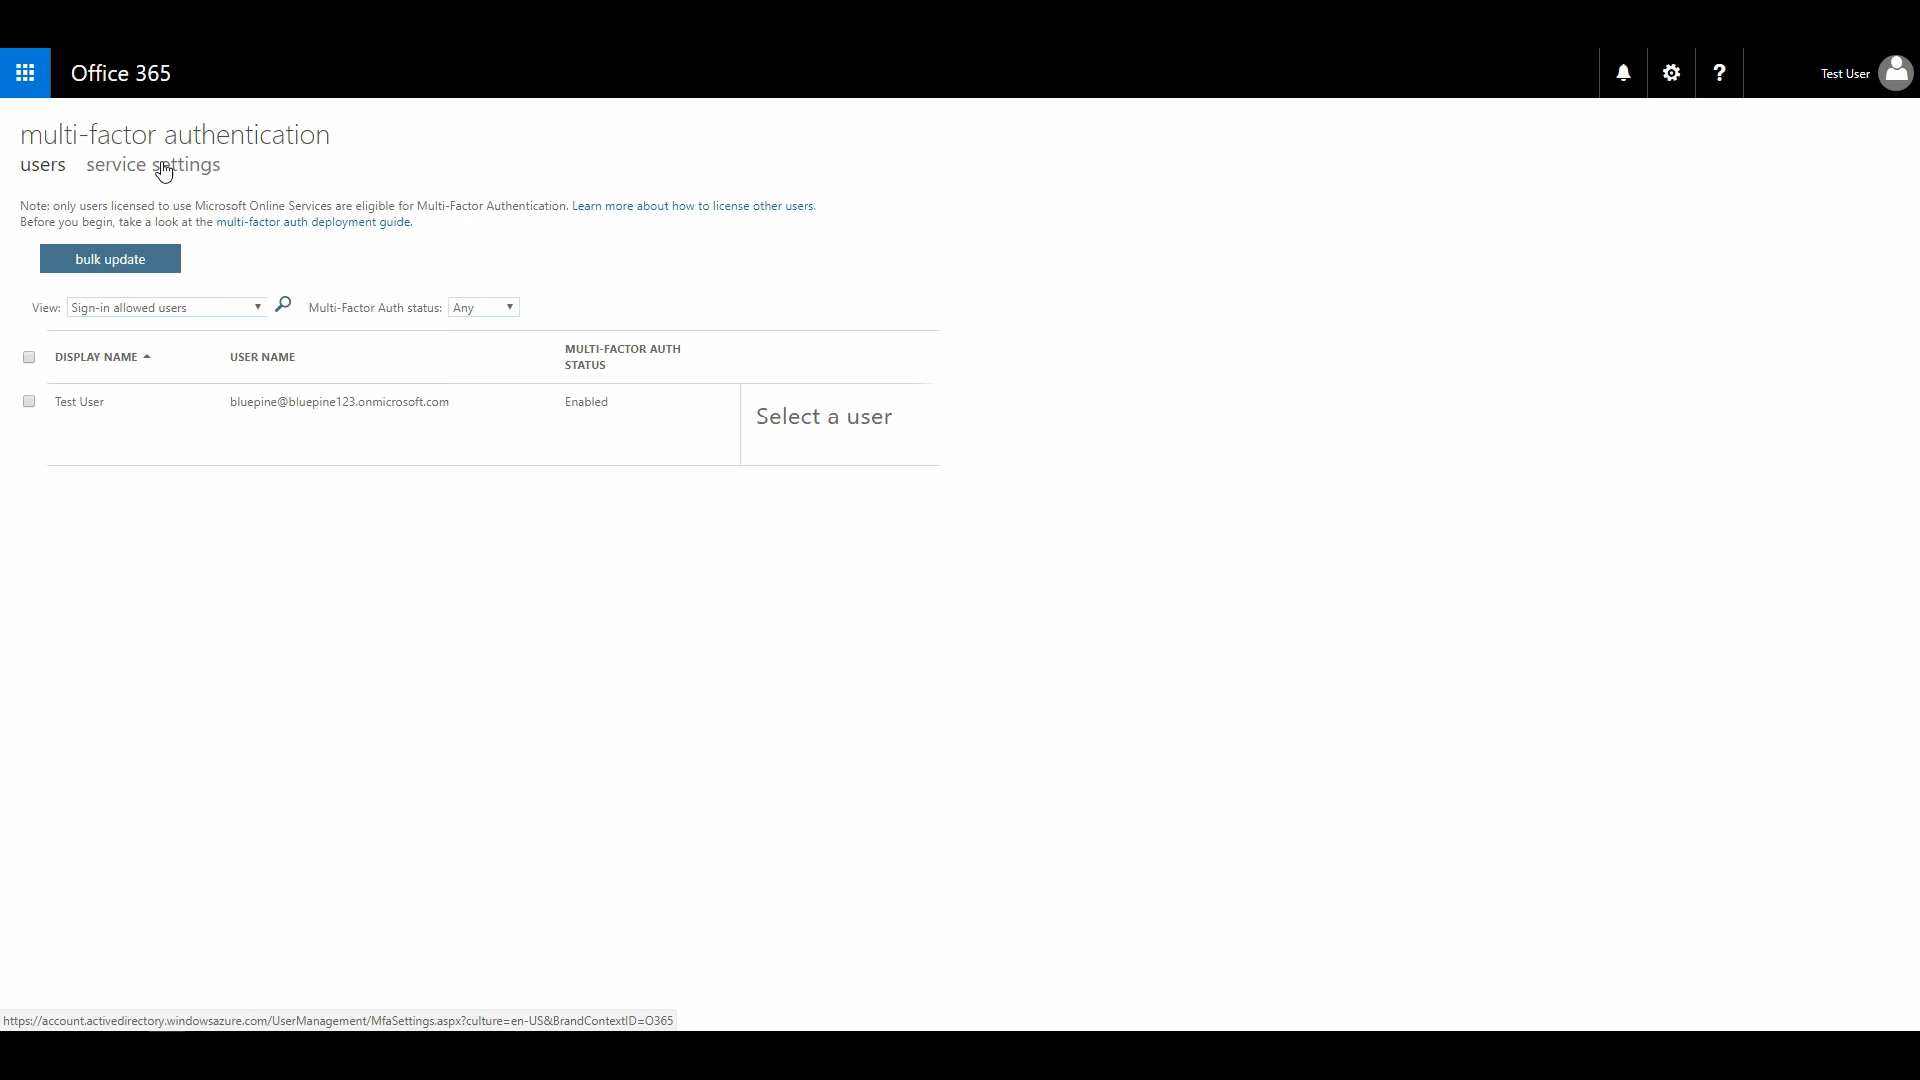 Office 365
?
Test User
multi-factor authentication
users service settings
Note: only users licensed to use Microsoft Online Services are eligible for Multi-Factor Authentication. Learn more about how to license other users.
Before you begin, take a look at the multi-factor auth deployment guide.
bulk update
View: Sign-in allowed users Multi-Factor Auth status: Any
DISPLAY NAME USER NAME MULTI-FACTOR AUTH
STATUS
Test User bluepine@bluepine123.onmicrosoft.com Enabled
Select a user
https://account.activedirectory.windowsazure.com/UserManagement/MfaSettings.aspx?culture=en-US&BrandContextID=O365